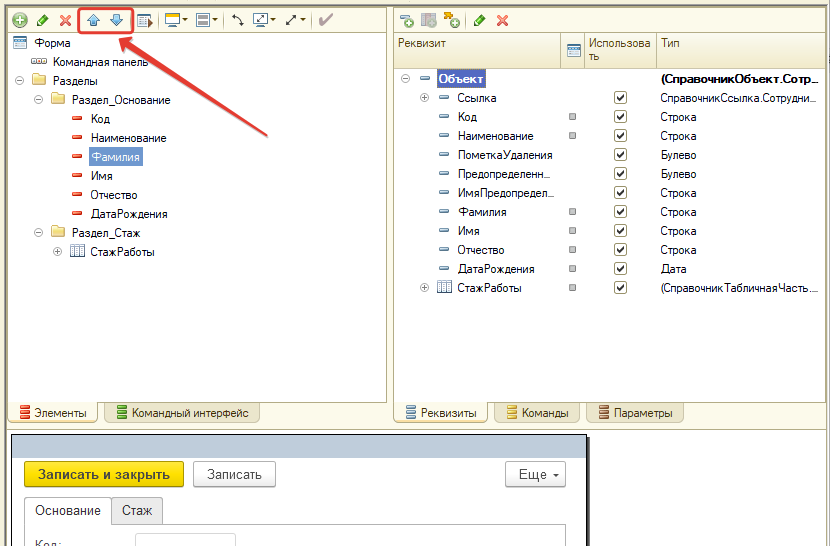 Форма
Командная панель
Разделы
Раздел_Основание
Код
Наименование
Фамилия
Имя
Отчество
ДатаРождения
Раздел_Стаж
СтажРаботы
Элементы
Командный интерфейс
Реквизит
Использова
ть
Тип
Объект
(СправочникОбъект.Сотр...
Ссылка
СправочникСсылка.Сотрудни...
Код
Строка
Наименование
Строка
ПометкаУдаления
Булево
Предопределенн...
Булево
ИмяПредопредел...
Строка
Фамилия
Строка
Имя
Строка
Отчество
Строка
ДатаРождения
Дата
СтажРаботы
(СправочникТабличнаяЧасть....
Реквизиты
Команды
Параметры
Записать и закрыть
Записать
Еще
Основание
Стаж
Код: